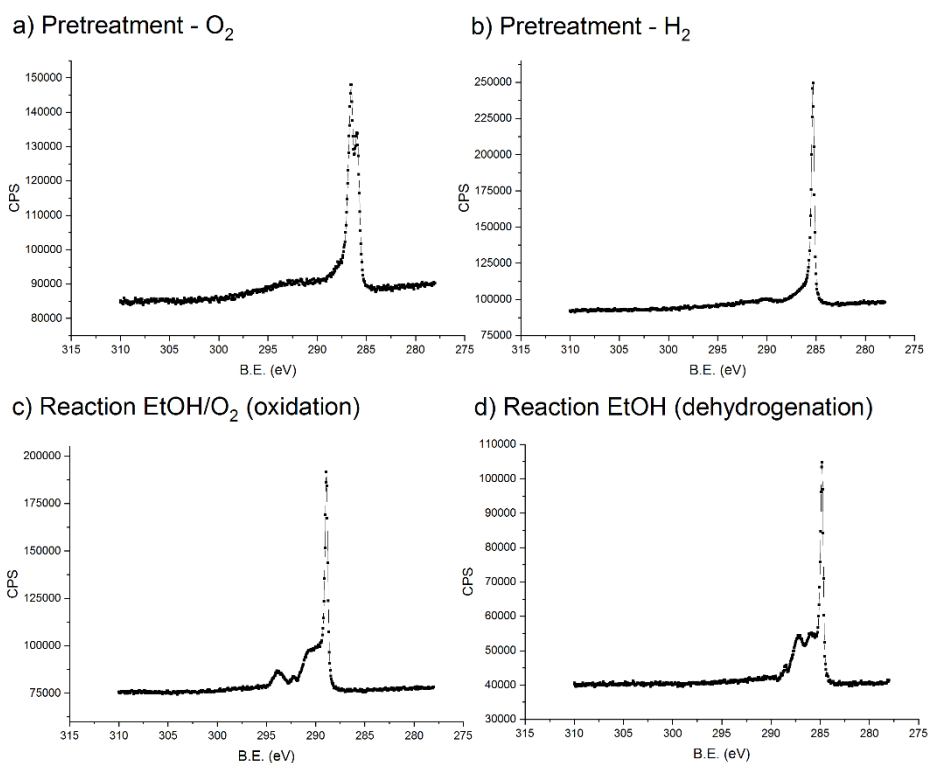 a) Pretreatment - O2
b) Pretreatment - H2
150000
140000
130000
120000
110000
100000
90000
80000
CPS
315 310 305 300 295 290 285 280 275
B.E. (eV)
250000
225000
200000
175000
150000
125000
100000
75000
CPS
315 310 305 300 295 290 285 280 275
B.E. (eV)
c) Reaction EtOH/O2 (oxidation)
d) Reaction EtOH (dehydrogenation)
200000
175000
150000
125000
100000
75000
CPS
315 310 305 300 295 290 285 280 275
B.E. (eV)
110000
100000
90000
80000
70000
60000
50000
40000
30000
CPS
315 310 305 300 295 290 285 280 275
B.E. (eV)